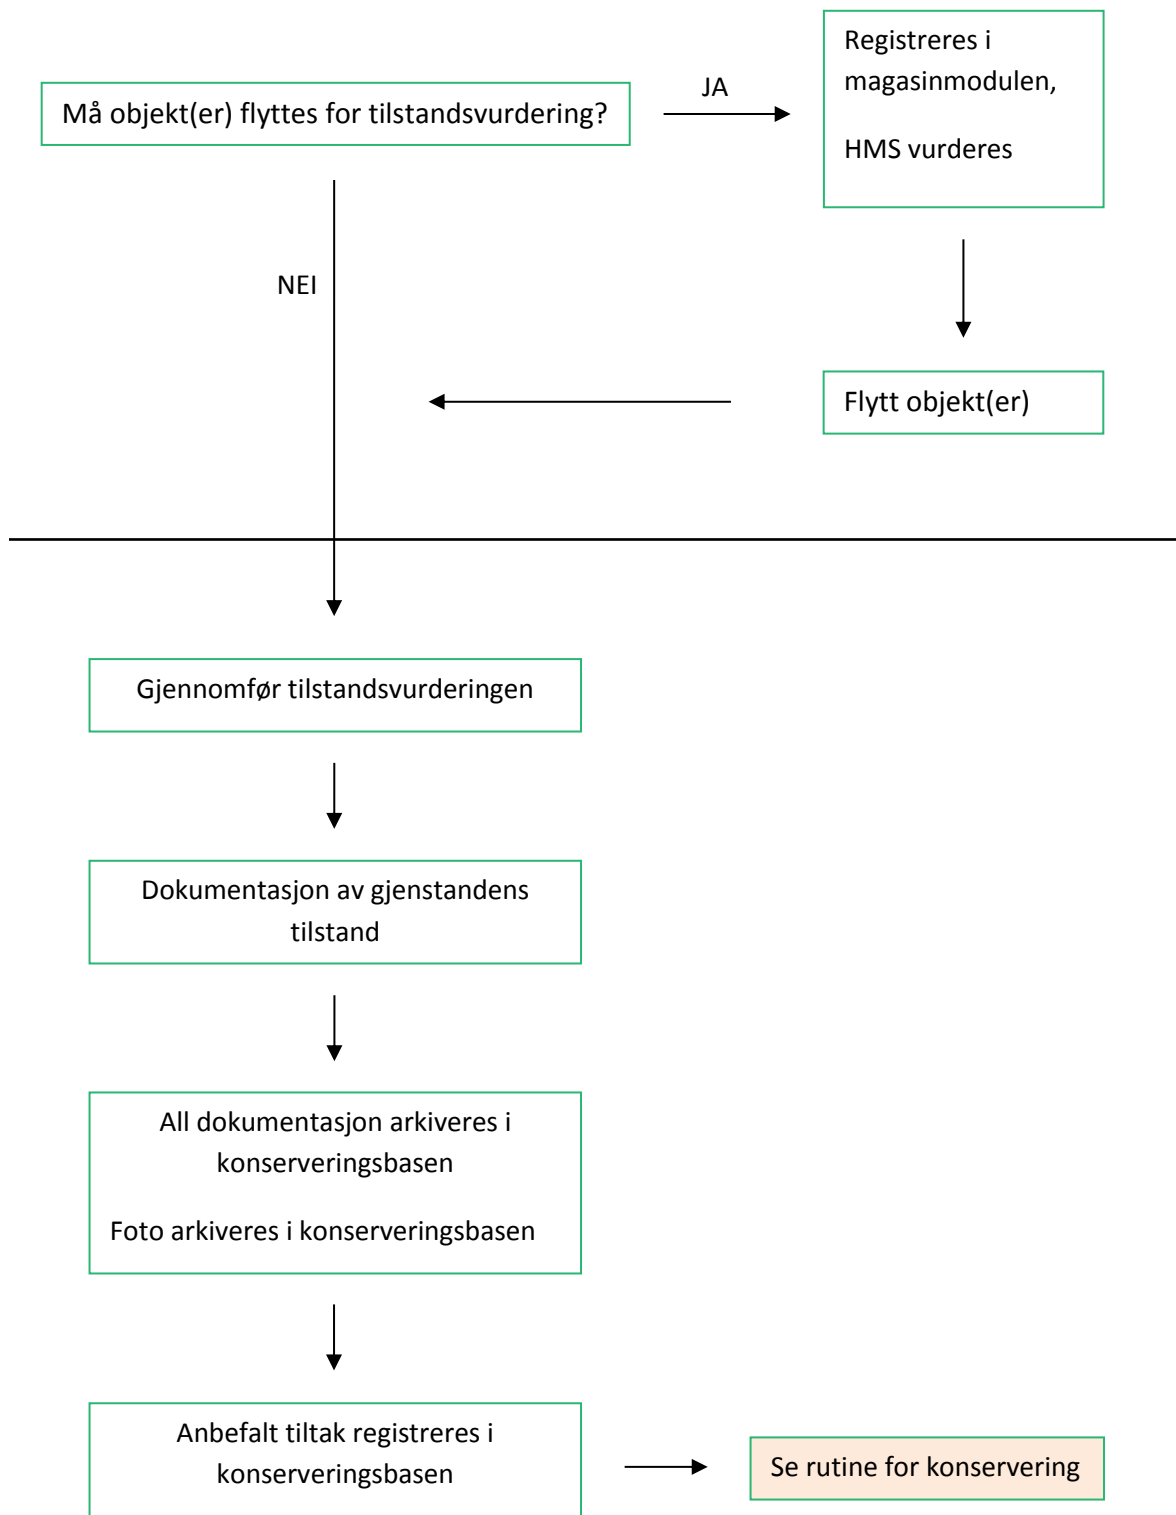 Må objekt(er) flyttes for tilstandsvurdering?
JA
Registreres i
magasinmodulen,
HMS vurderes
NEI
Flytt objekt(er)
Gjennomfør tilstandsvurderingen
Dokumentasjon av gjenstandens
tilstand
All dokumentasjon arkiveres i
konserveringsbasen
Foto arkiveres i konserveringsbasen
Anbefalt tiltak registreres i
konserveringsbasen
Se rutine for konservering